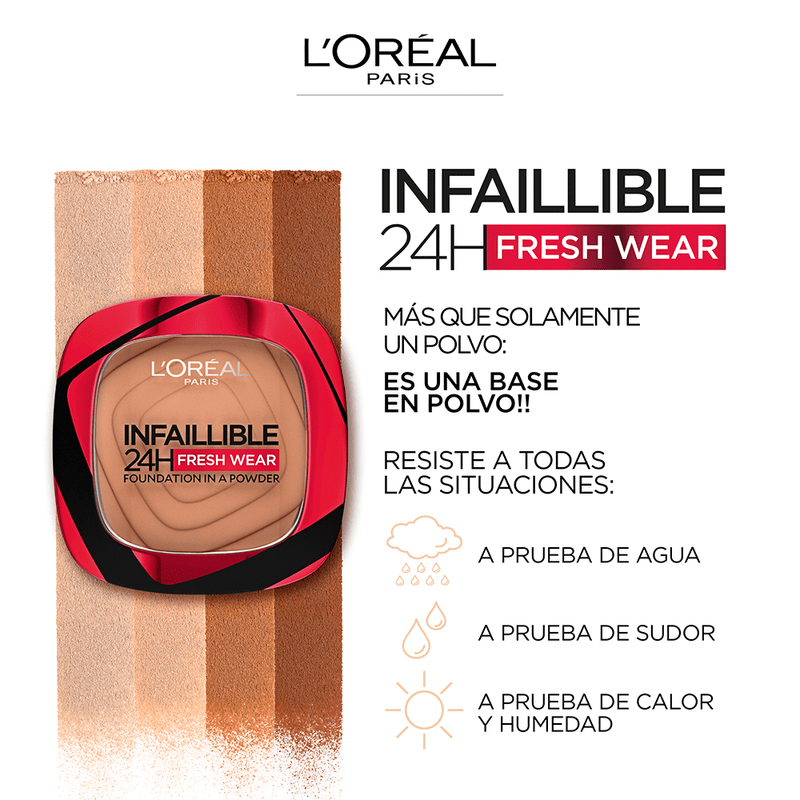 L'ORÉAL
PARiS
INFAILLIBLE
24H FRESH WEAR
MÁS QUE SOLAMENTE
UN POLVO:
ES UNA BASE
EN POLVO!!
L'ORÉAL
PARIS
INFAILLIBLE
24H FRESH WEAR
FOUNDATION IN A POWDER
RESISTE A TODAS
LAS SITUACIONES:
A PRUEBA DE AGUA
A PRUEBA DE SUDOR
A PRUEBA DE CALOR
Y HUMEDAD